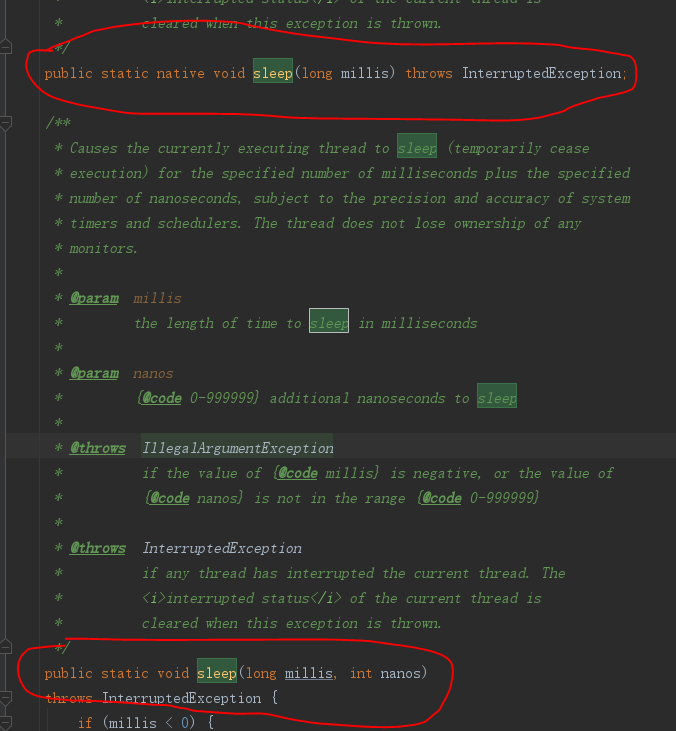 * <i>interrupted status</i> of the current thread is
* cleared when this exception is thrown.
*/
public static native void sleep(long millis) throws InterruptedException;
/**
* Causes the currently executing thread to sleep (temporarily cease
* execution) for the specified number of milliseconds plus the specified
* number of nanoseconds, subject to the precision and accuracy of system
* timers and schedulers. The thread does not lose ownership of any
* monitors.
*
* @param millis
* the length of time to sleep in milliseconds
*
* @param nanos
* {@code 0-999999} additional nanoseconds to sleep
*
* @throws IllegalArgumentException
* if the value of {@code millis} is negative, or the value of
* {@code nanos} is not in the range {@code 0-999999}
*
* @throws InterruptedException
* if any thread has interrupted the current thread. The
* <i>interrupted status</i> of the current thread is
* cleared when this exception is thrown.
*/
public static void sleep(long millis, int nanos)
throws InterruptedException {
if (millis < 0) {